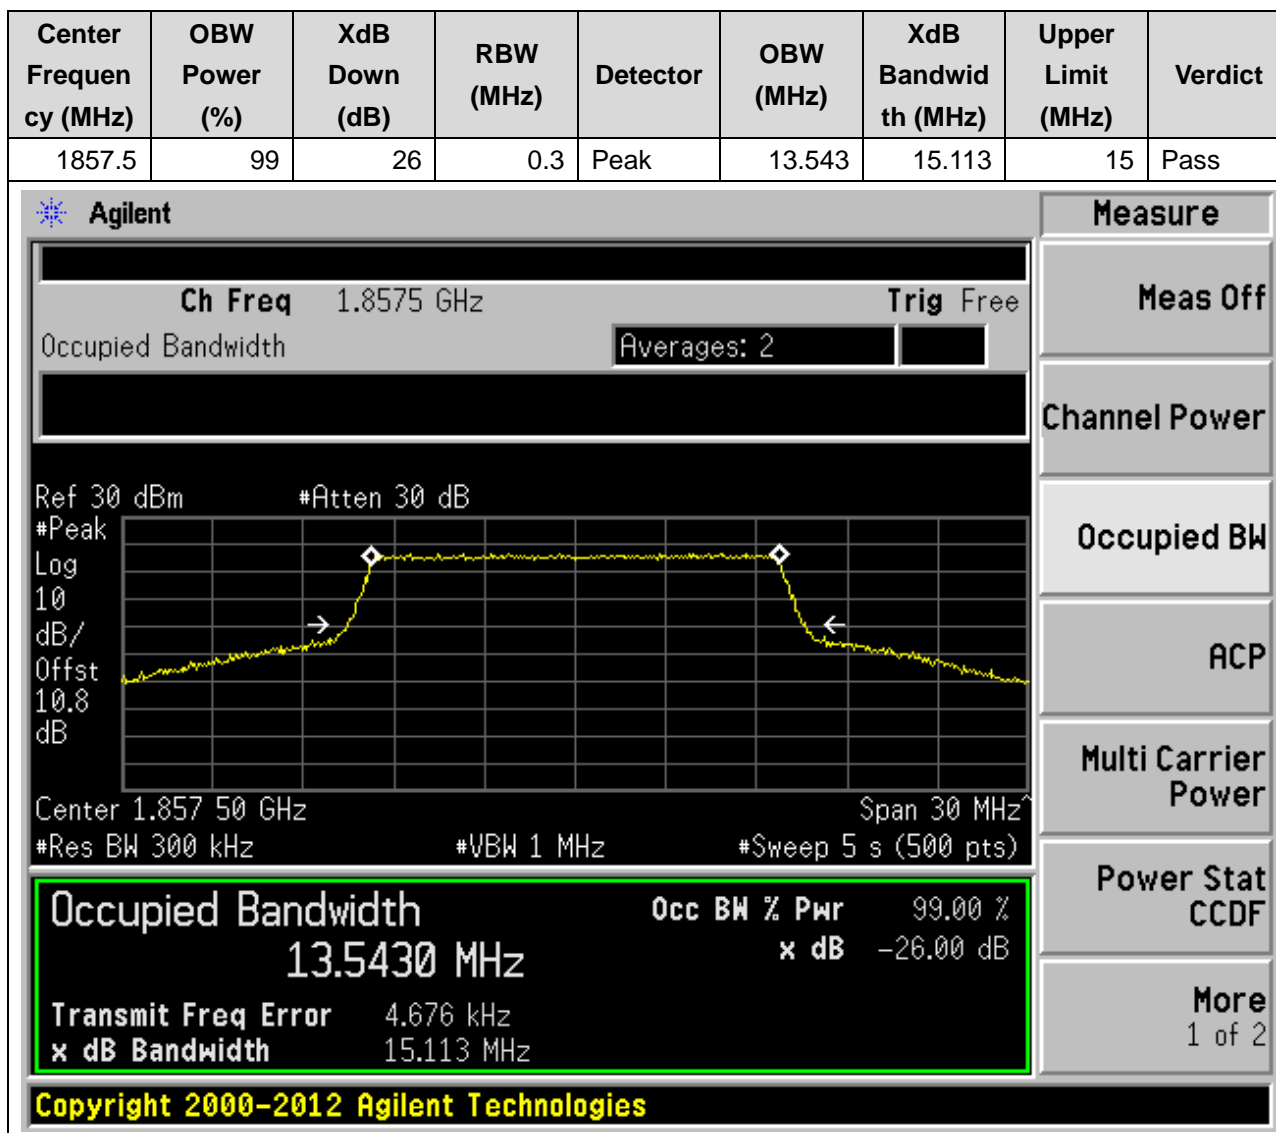 Center Frequen cy (MHz) OBW Power (%) XdB Down (dB) RBW (MHz) Detector OBW (MHz) XdB Bandwid th (MHz) Upper Limit (MHz) Verdict
1857.5 99 26 0.3 Peak 13.543 15.113 15 Pass
Agilent
Measure
Ch Freq 1.8575 GHz Trig Free
Occupied Bandwidth Averages: 2
Ref 30 dBm #Atten 30 dB
#Peak
Log
10
dB/
Offst
10.8
dB
Center 1.857 50 GHz Span 30 MHz^
#Res BW 300 kHz #VBW 1 MHz #Sweep 5 s (500 pts)
Occupied Bandwidth Occ BW % Pwr 99.00 %
13.5430 MHz x dB -26.00 dB
Transmit Freq Error 4.676 kHz
x dB Bandwidth 15.113 MHz
Meas Off
Channel Power
Occupied BW
ACP
Multi Carrier
Power
Power Stat
CCDF
More
1 of 2
Copyright 2000-2012 Agilent Technologies